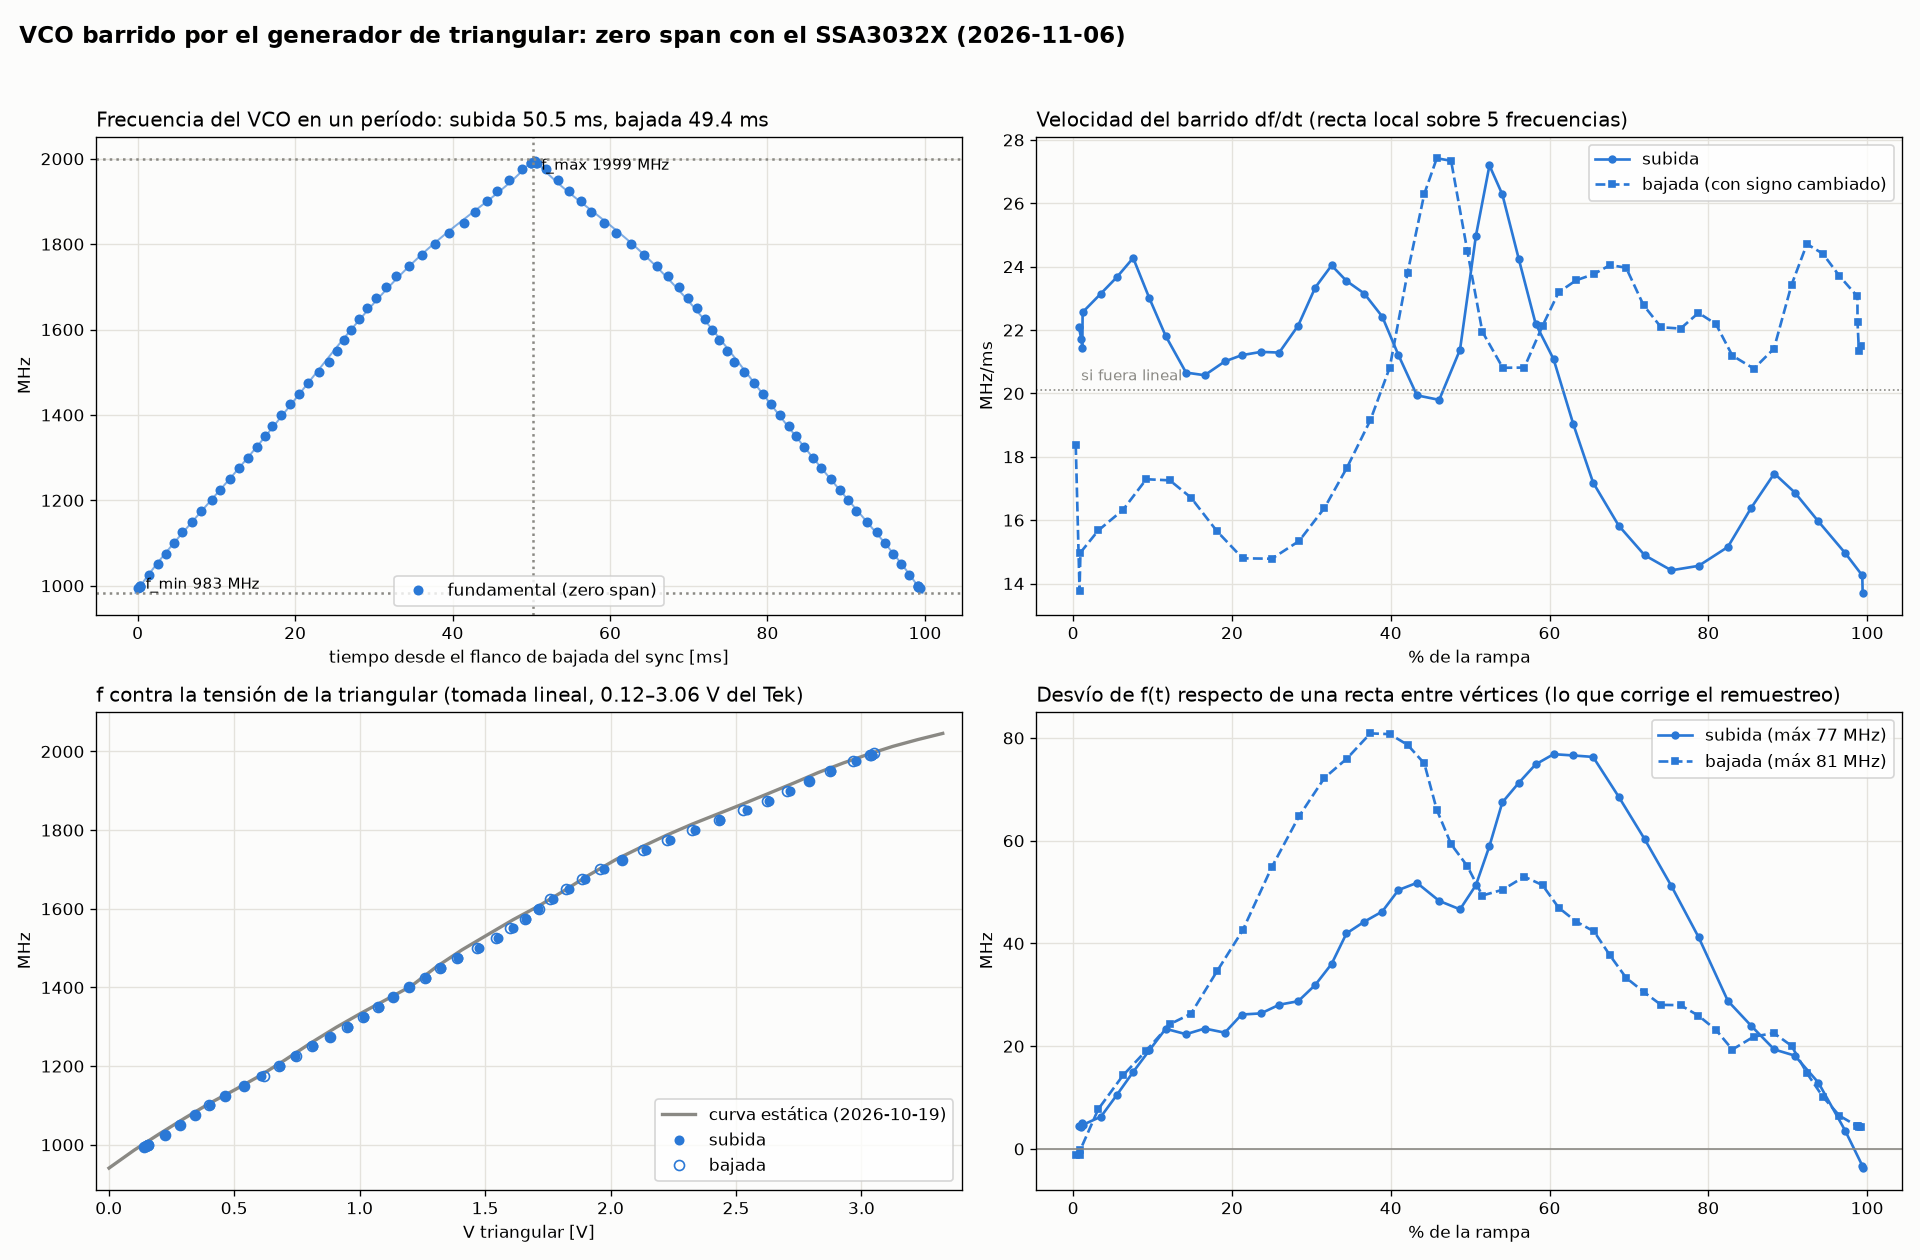 VCO barrido por el generador de triangular: zero span con el SSA3032X (2026-11-06)
Frecuencia del VCO en un período: subida 50.5 ms, bajada 49.4 ms
2000
1800
1600
1400
1200
1000
MHz
f_max 1999 MHz
f_min 983 MHz
fundamental (zero span)
0
20
40
60
80
100
tiempo desde el flanco de bajada del sync [ms]
Velocidad del barrido df/dt (recta local sobre 5 frecuencias)
28
26
24
22
20
18
16
14
MHz/ms
subida
bajada (con signo cambiado)
si fuera lineal
0
20
40
60
80
100
% de la rampa
f contra la tensión de la triangular (tomada lineal, 0.12–3.06 V del Tek)
2000
1800
1600
1400
1200
1000
MHz
curva estática (2026-10-19)
subida
bajada
0.0
0.5
1.0
1.5
2.0
2.5
3.0
V triangular [V]
Desvío de f(t) respecto de una recta entre vértices (lo que corrige el remuestreo)
80
60
40
20
0
MHz
subida (máx 77 MHz)
bajada (máx 81 MHz)
0
20
40
60
80
100
% de la rampa